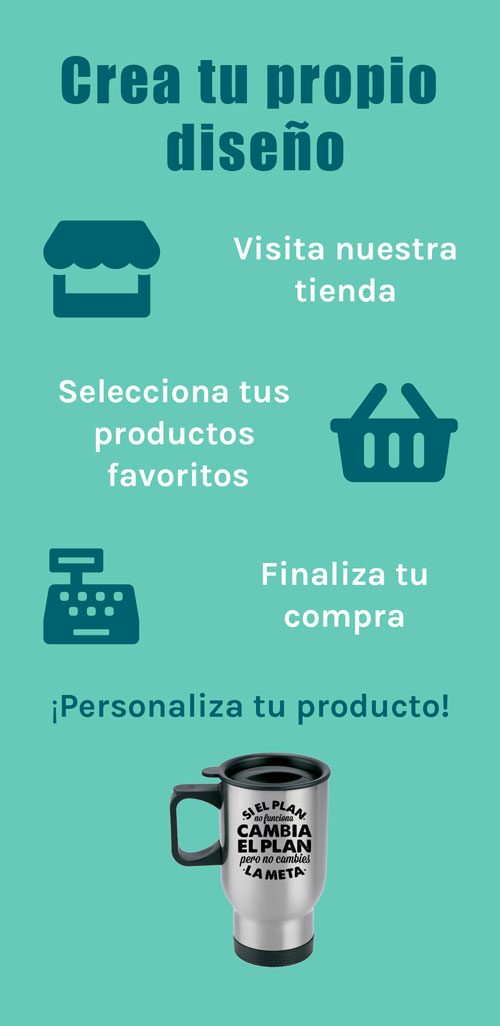 Crea tu propio
diseño
Visita nuestra
tienda
Selecciona tus
productos
favoritos
Finaliza tu
compra
¡Personaliza tu producto!
·SI EL PLAN·
no funciona
CAMBIA
EL PLAN
pero no cambies
·LA META·